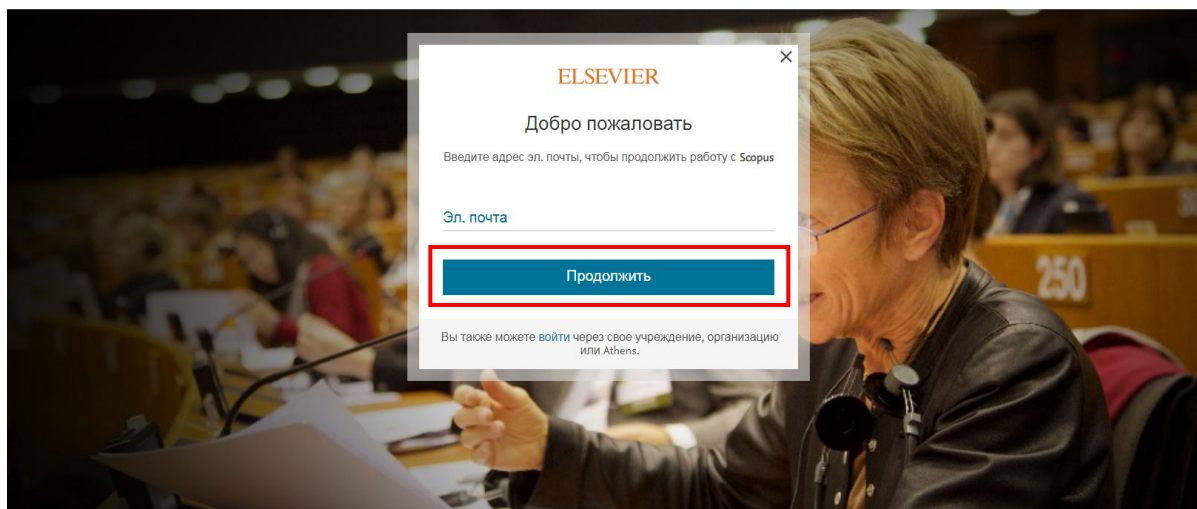 ELSEVIER
Добро пожаловать
Введите адрес эл. почты, чтобы продолжить работу с Scopus
Эл. почта
Продолжить
Вы также можете войти через свое учреждение, организацию
или Athens.
250